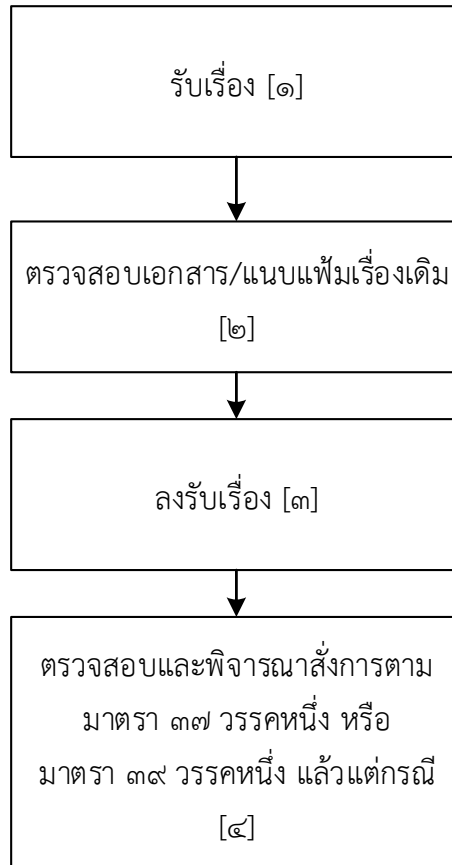 รับเรื่อง [๑]
ตรวจสอบเอกสาร/แนบแฟ้มเรื่องเดิม
[๒]
ลงรับเรื่อง [๓]
ตรวจสอบและพิจารณาสั่งการตาม
มาตรา ๓๗ วรรคหนึ่ง หรือ
มาตรา ๓๙ วรรคหนึ่ง แล้วแต่กรณี
[๔]